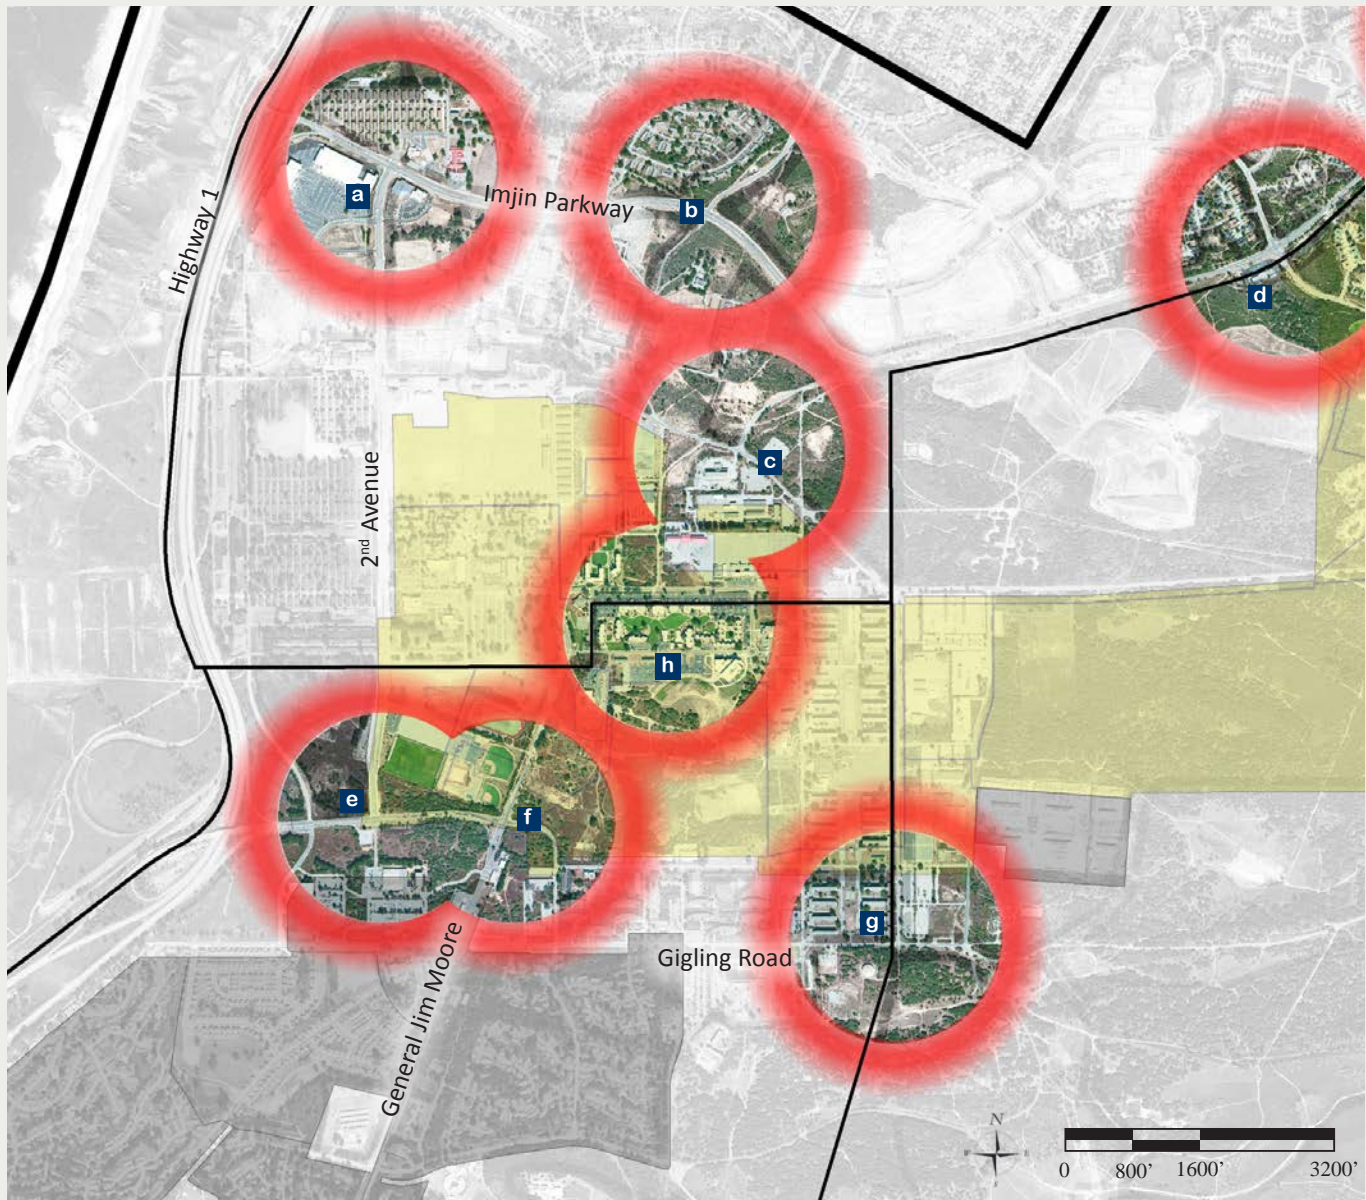 a
Imjin Parkway
b
Highway 1
d
2nd Avenue
c
h
e
f
g
Gigling Road
General Jim Moore
N
0 800’ 1600’ 3200’